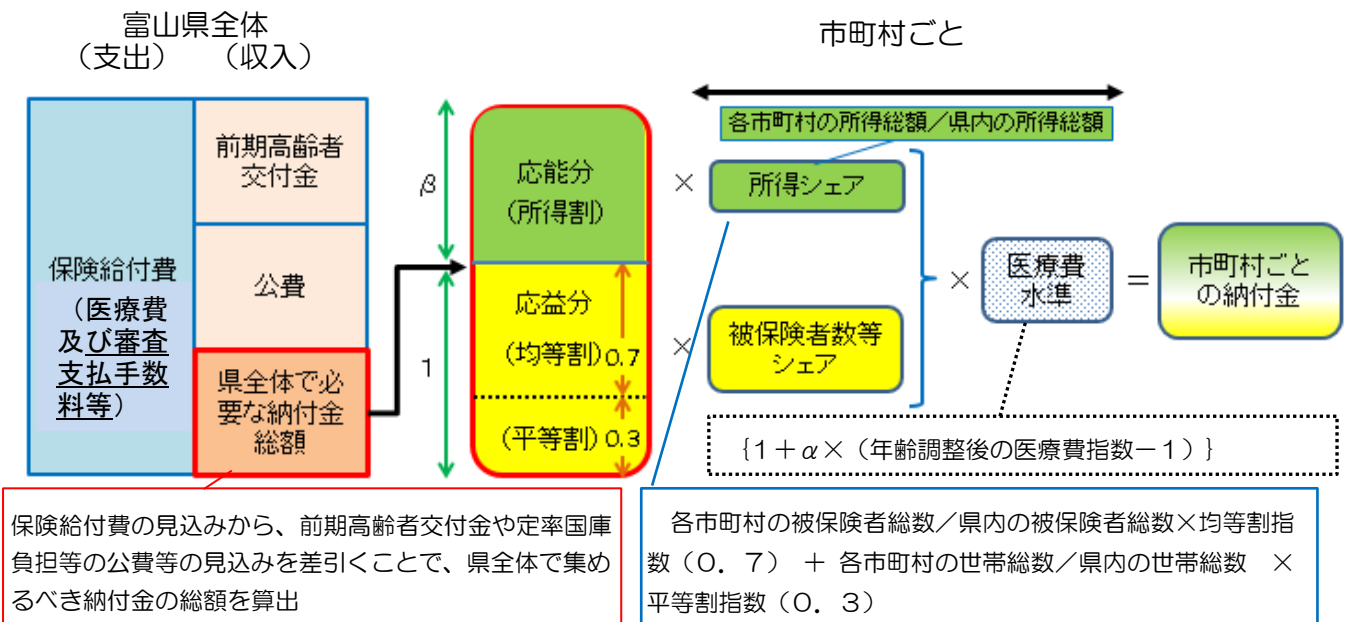 富山県全体
（支出）　（収入）
市町村ごと
各市町村の所得総額／県内の所得総額
保険給付費
（医療費
及び審査
支払手数
料等）
前期高齢者
交付金
公費
県全体で必
要な納付金
総額
β
1
応能分
（所得割）
応益分
（均等割）0.7
（平等割）0.3
×
所得シェア
×
被保険者数等
シェア
×
医療費
水準
＝
市町村ごと
の納付金
｛１＋α×（年齢調整後の医療費指数－１）｝
保険給付費の見込みから、前期高齢者交付金や定率国庫
負担等の公費等の見込みを差引くことで、県全体で集め
るべき納付金の総額を算出
各市町村の被保険者総数／県内の被保険者総数×均等割指
数（０．７）　＋　各市町村の世帯総数／県内の世帯総数　×
平等割指数（０．３）